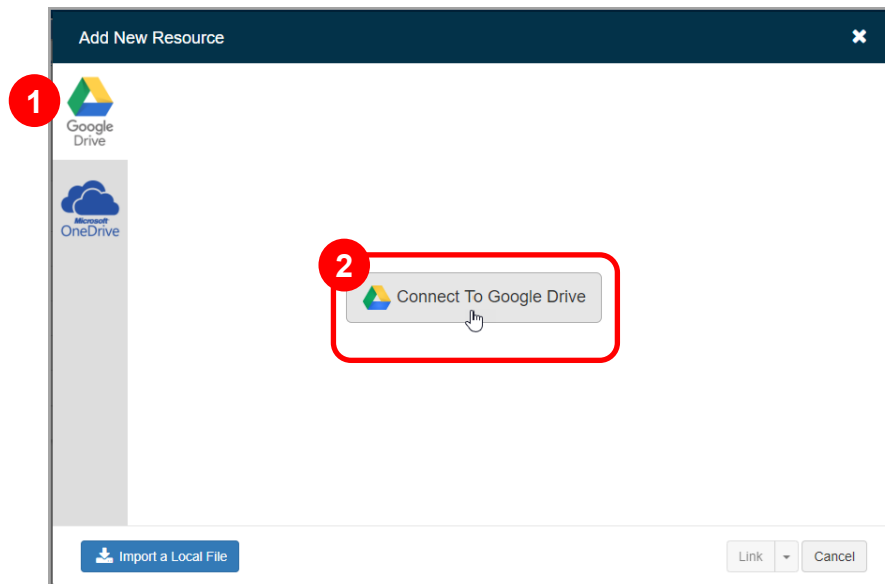 Add New Resource
1
Google
Drive
Microsoft
OneDrive
2
Connect To Google Drive
Import a Local File
Link
Cancel